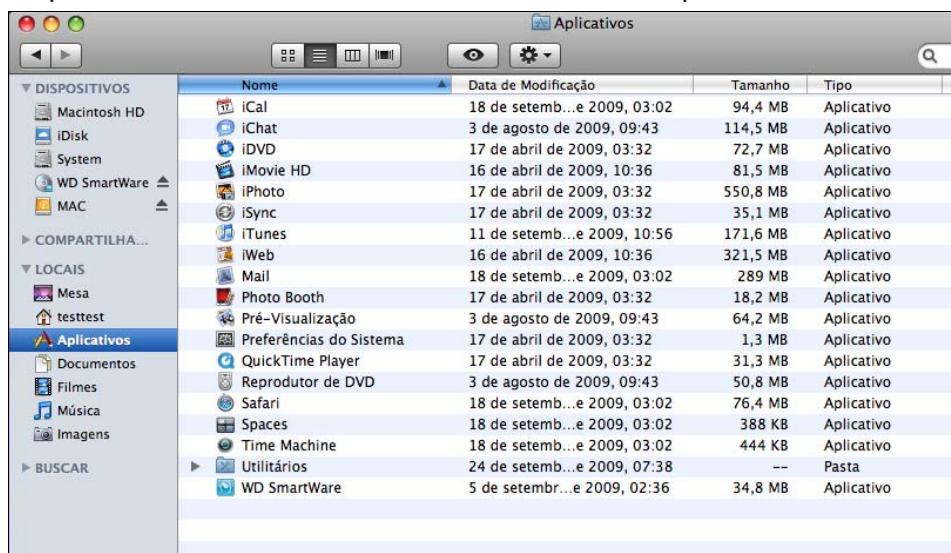 Aplicativos
DISPOSITIVOS
Macintosh HD
iDisk
System
WD SmartWare
MAC
COMPARTILHA...
LOCAIS
Mesa
testtest
Aplicativos
Documentos
Filmes
Música
Imagens
BUSCAR
Nome Data de Modificação Tamanho Tipo
iCal 18 de setemb...e 2009, 03:02 94,4 MB Aplicativo
iChat 3 de agosto de 2009, 09:43 114,5 MB Aplicativo
iDVD 17 de abril de 2009, 03:32 72,7 MB Aplicativo
iMovie HD 16 de abril de 2009, 10:36 81,5 MB Aplicativo
iPhoto 17 de abril de 2009, 03:32 550,8 MB Aplicativo
iSync 17 de abril de 2009, 03:32 35,1 MB Aplicativo
iTunes 11 de setemb...e 2009, 10:56 171,6 MB Aplicativo
iWeb 16 de abril de 2009, 10:36 321,5 MB Aplicativo
Mail 18 de setemb...e 2009, 03:02 289 MB Aplicativo
Photo Booth 17 de abril de 2009, 03:32 18,2 MB Aplicativo
Pré-Visualização 3 de agosto de 2009, 09:43 64,2 MB Aplicativo
Preferências do Sistema 17 de abril de 2009, 03:32 1,3 MB Aplicativo
QuickTime Player 17 de abril de 2009, 03:32 31,3 MB Aplicativo
Reprodutor de DVD 3 de agosto de 2009, 09:43 50,8 MB Aplicativo
Safari 18 de setemb...e 2009, 03:02 76,4 MB Aplicativo
Spaces 18 de setemb...e 2009, 03:02 388 KB Aplicativo
Time Machine 18 de setemb...e 2009, 03:02 444 KB Aplicativo
Utilitários 24 de setemb...e 2009, 07:38 -- Pasta
WD SmartWare 5 de setembr...e 2009, 02:36 34,8 MB Aplicativo